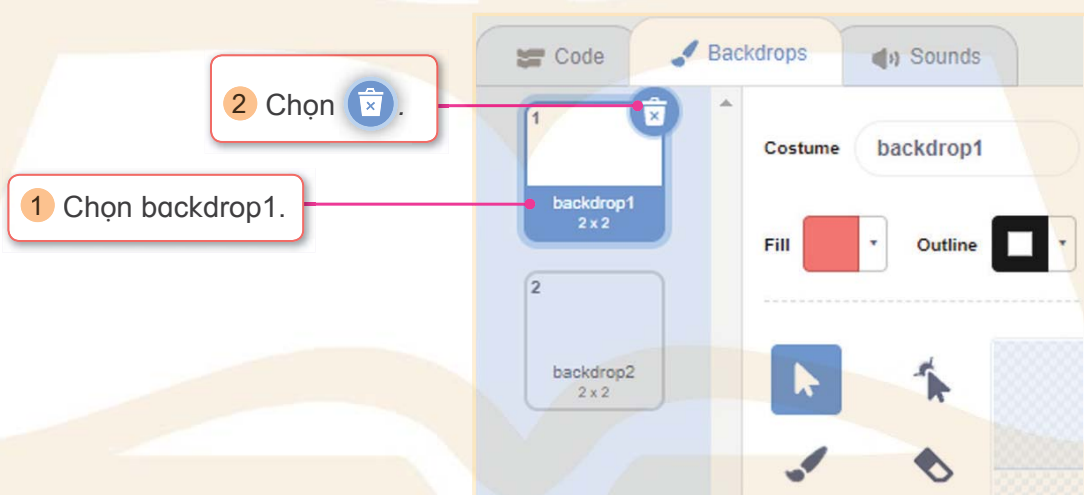 Code
Backdrops
Sounds
2 Chọn .
1 Chọn backdrop1.
1
backdrop1
2 x 2
2
backdrop2
2 x 2
Costume backdrop1
Fill Outline